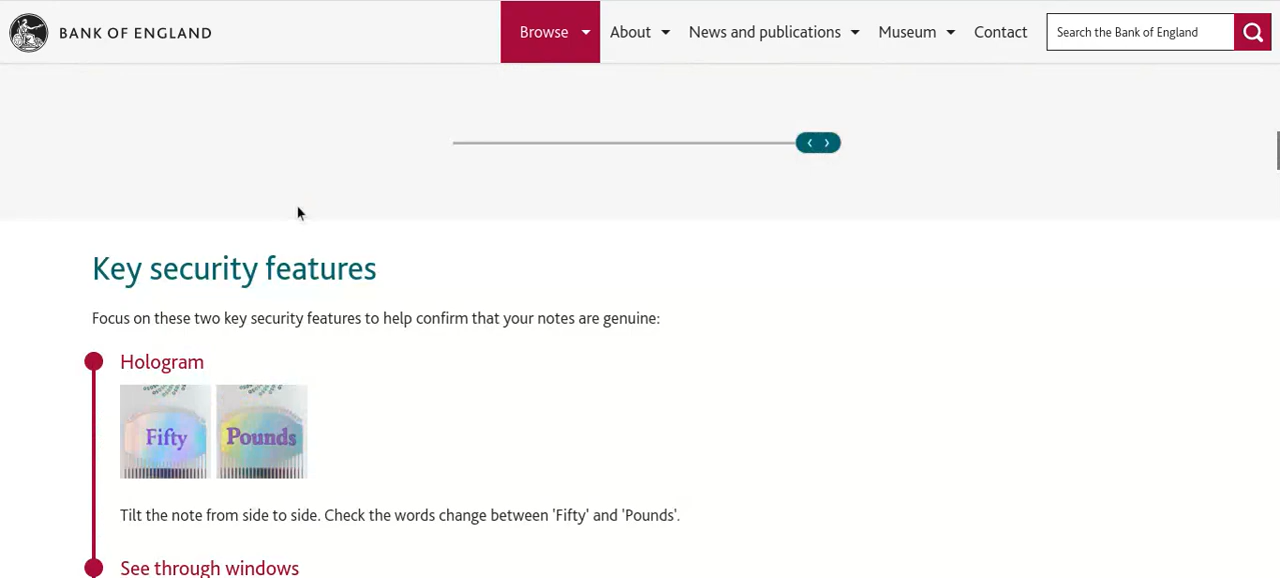 BANK OF ENGLAND
Browse
About
News and publications
Museum
Contact
Search the Bank of England
Key security features
Focus on these two key security features to help confirm that your notes are genuine:
Hologram
Fifty
Pounds
Tilt the note from side to side. Check the words change between 'Fifty' and 'Pounds'.
See through windows